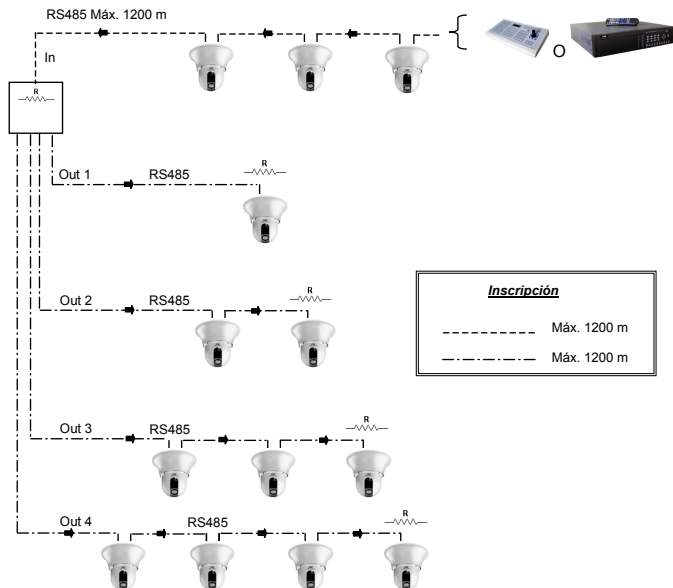 RS485 Máx. 1200 m
In
O
R
Out 1 RS485
R
Out 2 RS485
R
Inscripción
Máx. 1200 m
Máx. 1200 m
Out 3 RS485
R
Out 4 RS485
R